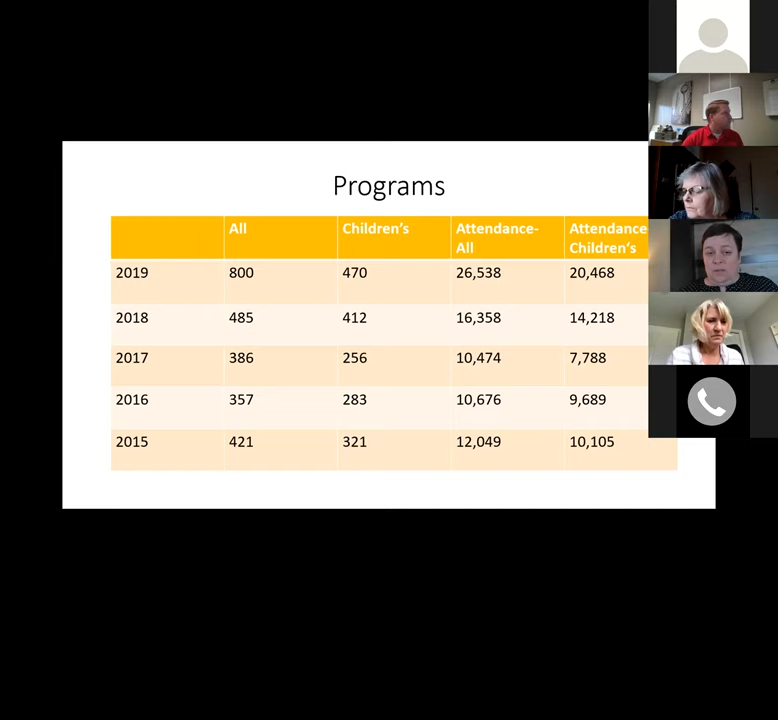 Programs
All Children's Attendance-All Attendance Children's
2019 800 470 26,538 20,468
2018 485 412 16,358 14,218
2017 386 256 10,474 7,788
2016 357 283 10,676 9,689
2015 421 321 12,049 10,105